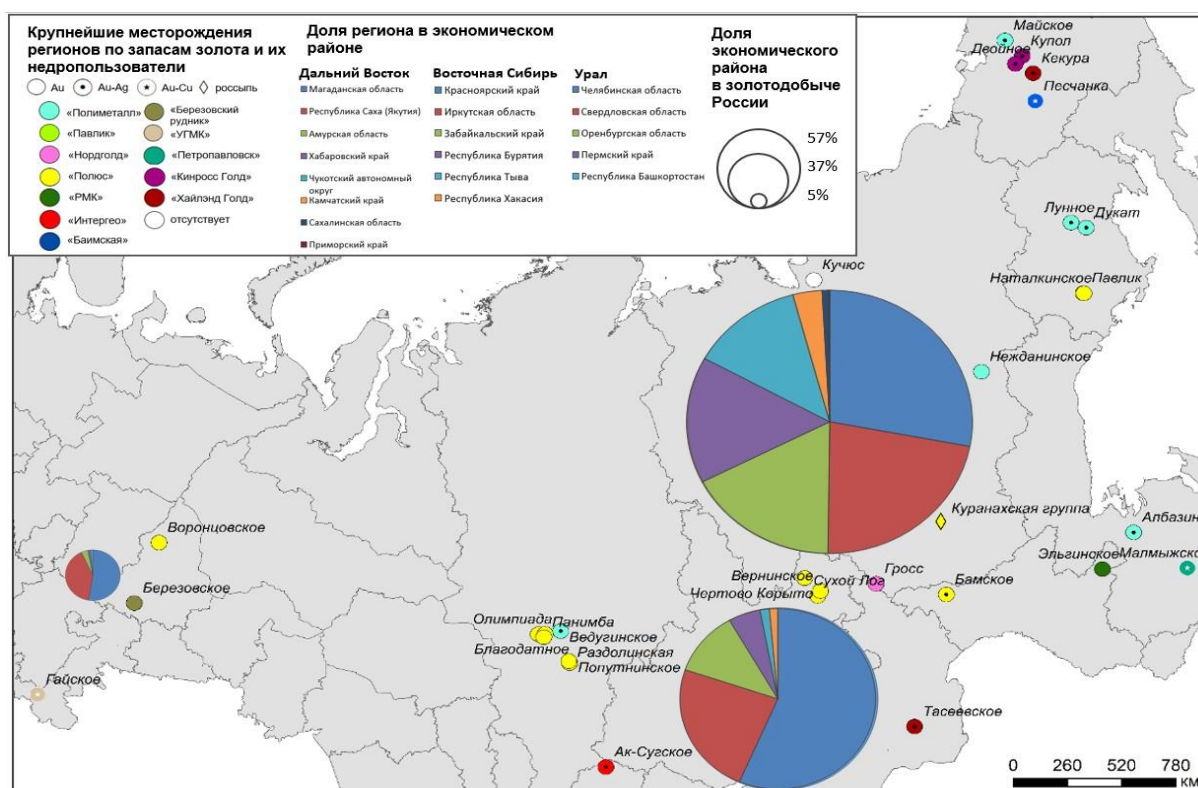 Крупнейшие месторождения
регионов по запасам золота и их
недропользователи
Au
Au-Ag
Au-Cu
россыпь
«Полиметалл»
«Павлик»
«Нордголд»
«Полюс»
«РМК»
«Интергео»
«Баимская»
«Березовский
рудник»
«УГМК»
«Петропавловск»
«Кинросс Голд»
«Хайлэнд Голд»
отсутствует
Доля региона в экономическом
районе
Дальний Восток
Магаданская область
Республика Саха (Якутия)
Амурская область
Хабаровский край
Чукотский автономный
округ
Камчатский край
Сахалинская область
Приморский край
Восточная Сибирь
Красноярский край
Иркутская область
Забайкальский край
Республика Бурятия
Республика Тыва
Республика Хакасия
Урал
Челябинская область
Свердловская область
Оренбургская область
Пермский край
Республика Башкортостан
Доля
экономического
района
в золотодобыче
России
57%
37%
5%
Майское
Купол
Двойное
Кекура
Песчанка
Лунное
Дукат
Кучюс
Наталкинское
Павлик
Нежданинское
Куранахская группа
Албазин
Воронцовское
Эльгинское
Малмыжско
Вернинское
Сухой Лог
Гросс
Бамское
Чертово Корыто
Березовское
Олимпиада
Панимба
Ведугинское
Благодатное
Раздолинская
Попутнинское
Гайское
Тасеевское
Ак-Сугское
0 260 520 780
КМ